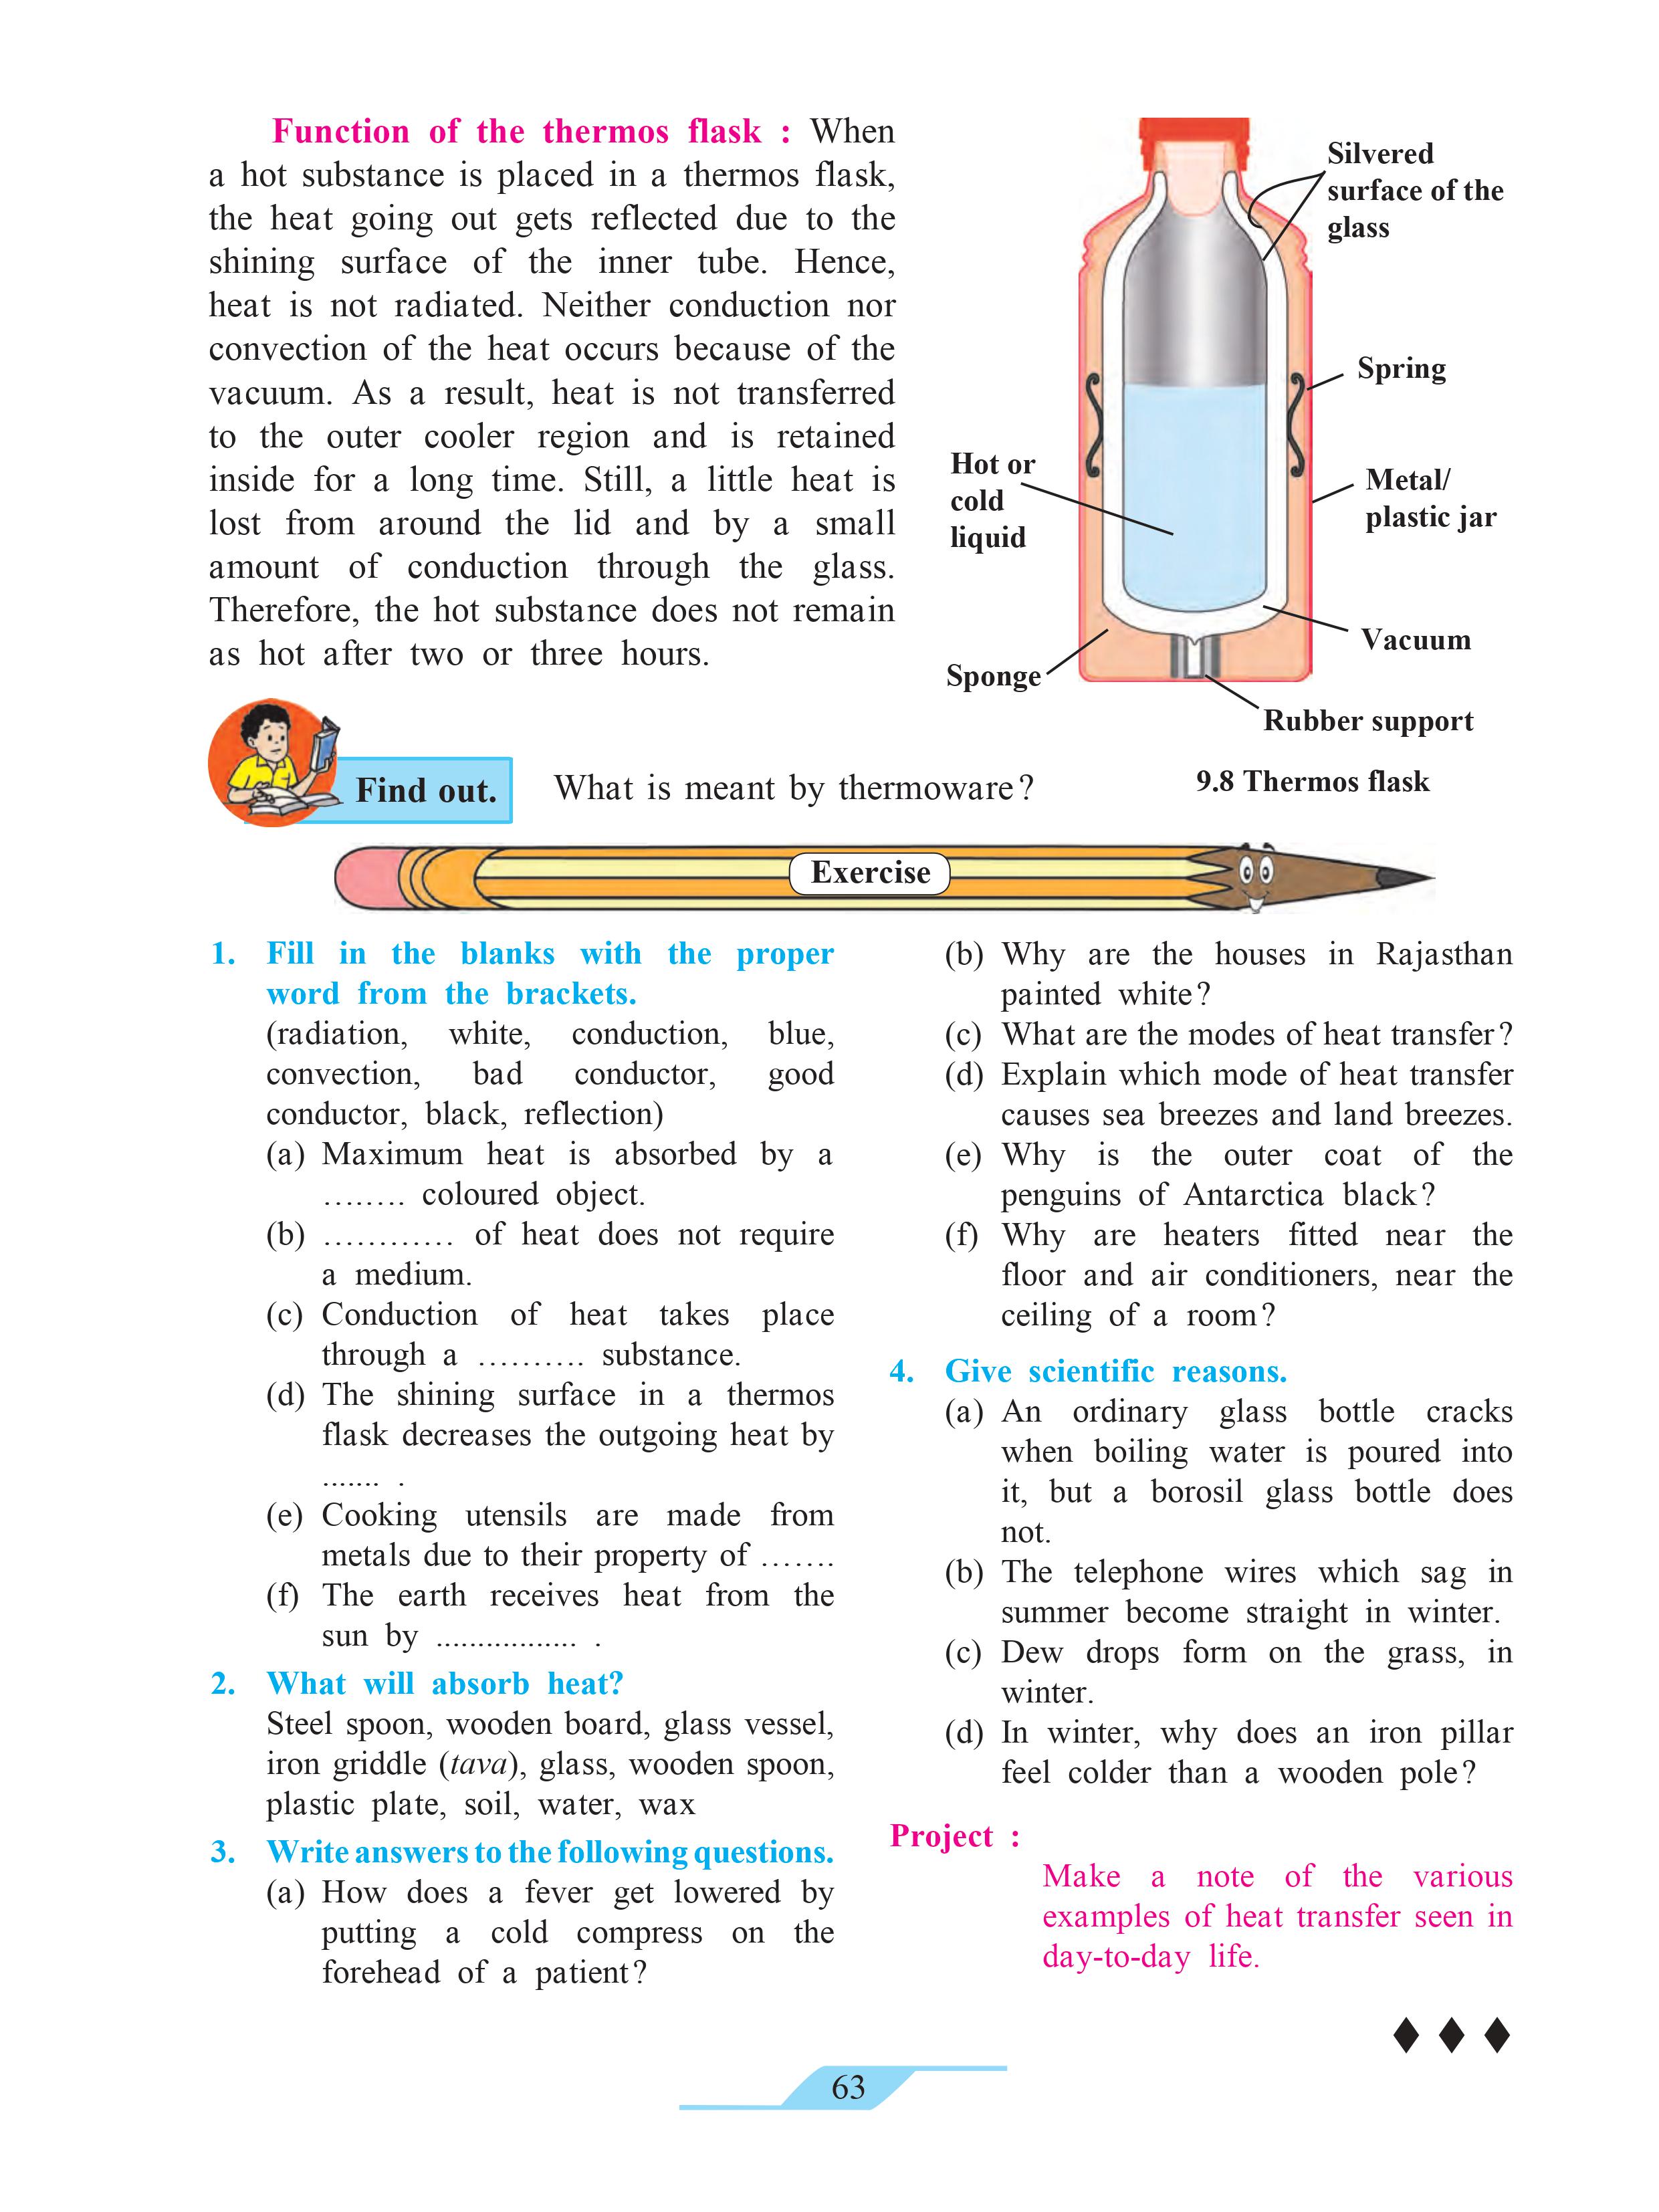 Function of the thermos flask : When
a hot substance is placed in a thermos flask,
the heat going out gets reflected due to the
shining surface of the inner tube. Hence,
heat is not radiated. Neither conduction nor
convection of the heat occurs because of the
vacuum. As a result, heat is not transferred
to the outer cooler region and is retained
inside for a long time. Still, a little heat is
lost from around the lid and by a small
amount of conduction through the glass.
Therefore, the hot substance does not remain
as hot after two or three hours.
Silvered
surface of the
glass
Spring
Hot or
cold
liquid
Metal/
plastic jar
Vacuum
Sponge
Rubber support
9.8 Thermos flask
Find out.
What is meant by thermoware?
Exercise
1. Fill in the blanks with the proper
word from the brackets.
(radiation, white, conduction, blue,
convection, bad conductor, good
conductor, black, reflection)
(a) Maximum heat is absorbed by a
........ coloured object.
(b) ............ of heat does not require
a medium.
(c) Conduction of heat takes place
through a .......... substance.
(d) The shining surface in a thermos
flask decreases the outgoing heat by
....... .
(e) Cooking utensils are made from
metals due to their property of .......
(f) The earth receives heat from the
sun by ................. .
2. What will absorb heat?
Steel spoon, wooden board, glass vessel,
iron griddle (tava), glass, wooden spoon,
plastic plate, soil, water, wax
3. Write answers to the following questions.
(a) How does a fever get lowered by
putting a cold compress on the
forehead of a patient?
(b) Why are the houses in Rajasthan
painted white?
(c) What are the modes of heat transfer?
(d) Explain which mode of heat transfer
causes sea breezes and land breezes.
(e) Why is the outer coat of the
penguins of Antarctica black?
(f) Why are heaters fitted near the
floor and air conditioners, near the
ceiling of a room?
4. Give scientific reasons.
(a) An ordinary glass bottle cracks
when boiling water is poured into
it, but a borosil glass bottle does
not.
(b) The telephone wires which sag in
summer become straight in winter.
(c) Dew drops form on the grass, in
winter.
(d) In winter, why does an iron pillar
feel colder than a wooden pole?
Project :
Make a note of the various
examples of heat transfer seen in
day-to-day life.
63